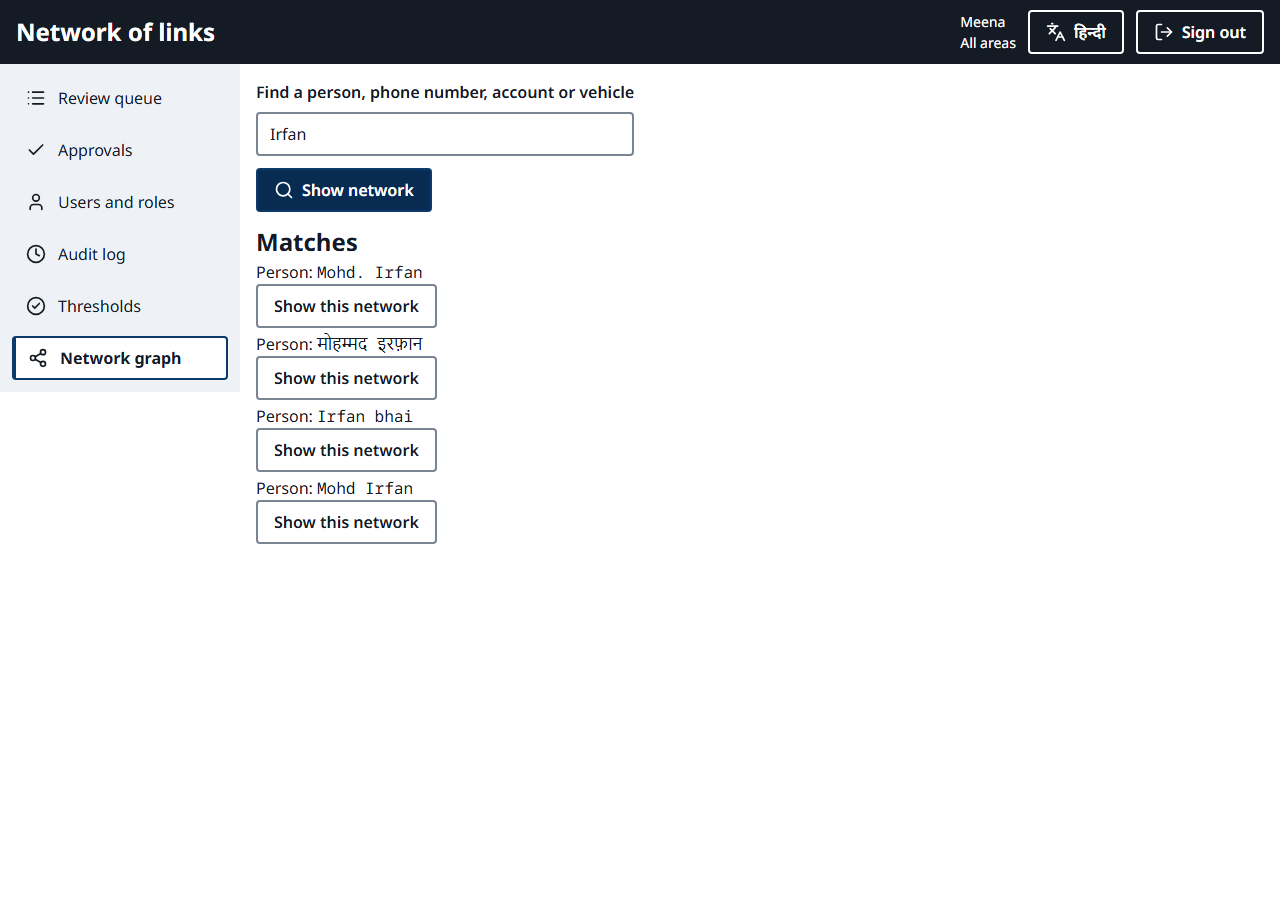 Network of links
Meena
All areas
हिन्दी
Sign out
Review queue
Approvals
Users and roles
Audit log
Thresholds
Network graph
Find a person, phone number, account or vehicle
Irfan
Show network
Matches
Person: Mohd. Irfan
Show this network
Person: मोहम्मद इरफ़ान
Show this network
Person: Irfan bhai
Show this network
Person: Mohd Irfan
Show this network